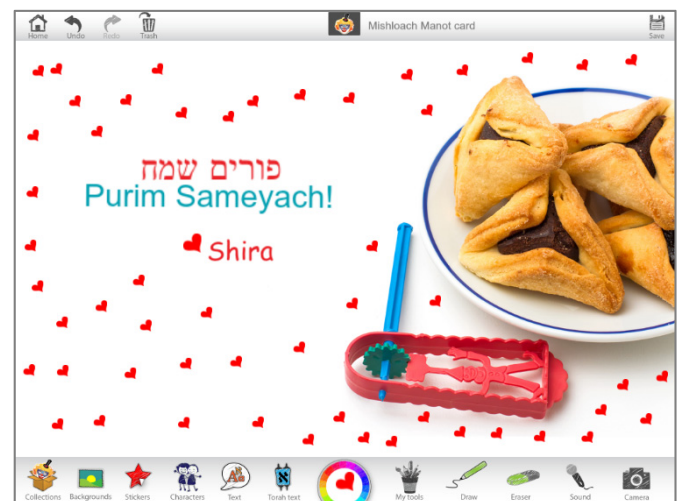 Home
Undo
Redo
Trash
Mishloach Manot card
Save
פורים שמח
Purim Sameyach!
Shira
Collections
Backgrounds
Stickers
Characters
Text
Torah text
My tools
Draw
Eraser
Sound
Camera